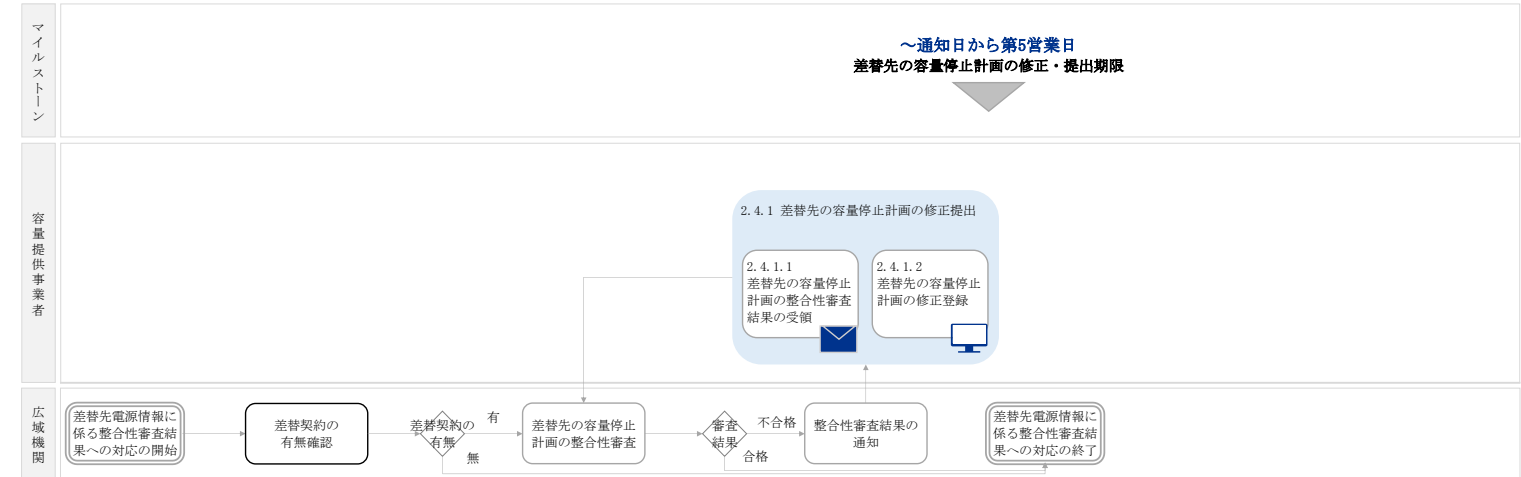 マイルストーン
～通知日から第5営業日
差替先の容量停止計画の修正・提出期限
容量提供事業者
2.4.1 差替先の容量停止計画の修正提出
2.4.1.1
差替先の容量停止
計画の整合性審査
結果の受領
2.4.1.2
差替先の容量停止
計画の修正登録
広域機関
差替先電源情報に
係る整合性審査結
果への対応の開始
差替契約の
有無確認
差替契約の
有無
有
無
差替先の容量停止
計画の整合性審査
審査
結果
不合格
合格
整合性審査結果の
通知
差替先電源情報に
係る整合性審査結
果への対応の終了